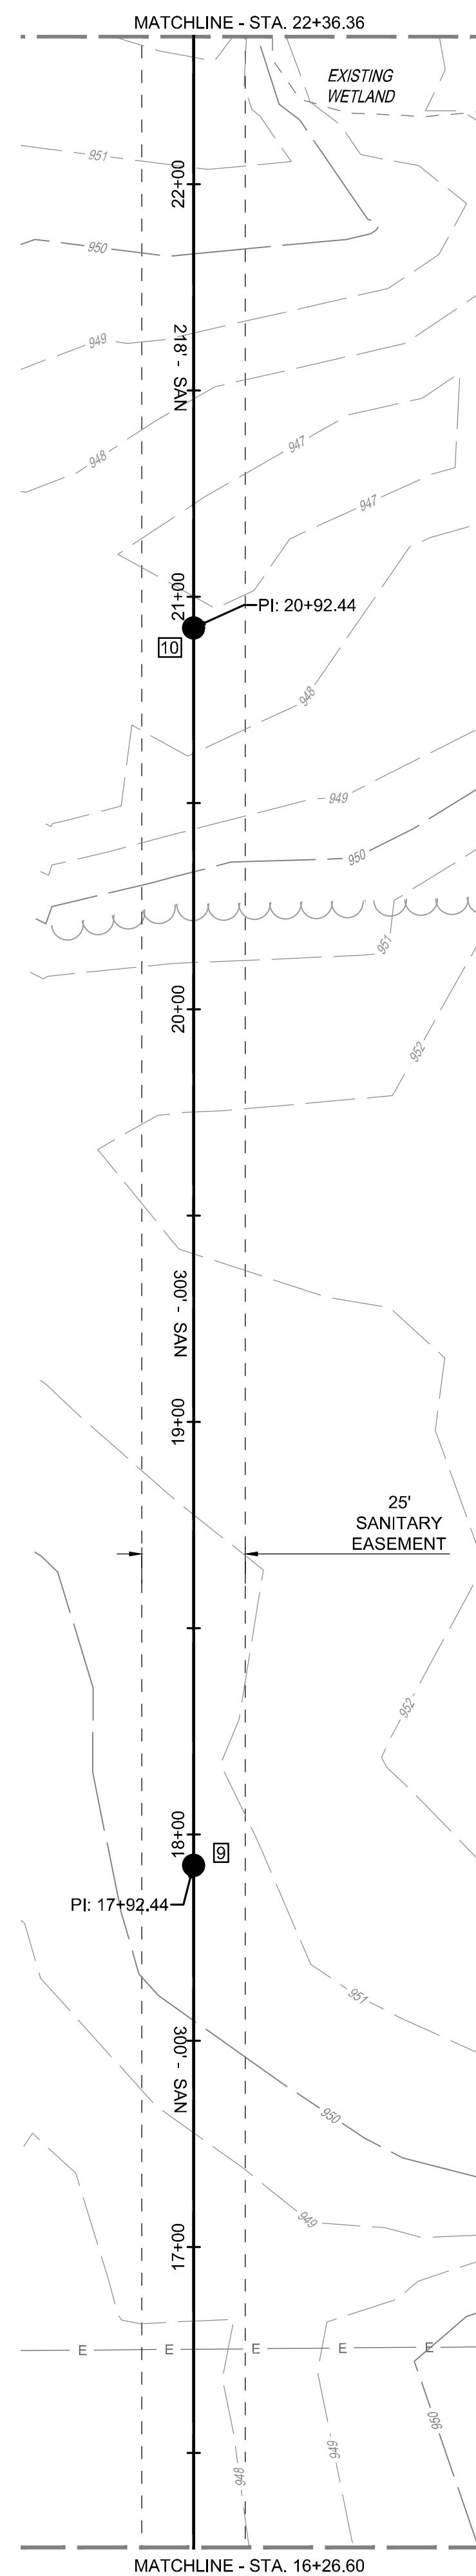 MATCHLINE - STA. 22+36.36
EXISTING
WETLAND
951
22+00
950
218' - SAN
949
948
947
947
21+00
PI: 20+92.44
10
948
949
950
951
20+00
952
300' - SAN
19+00
25'
SANITARY
EASEMENT
952
18+00
9
PI: 17+92.44
951
300' - SAN
950
949
17+00
E E E E E
950
949
948
MATCHLINE - STA. 16+26.60